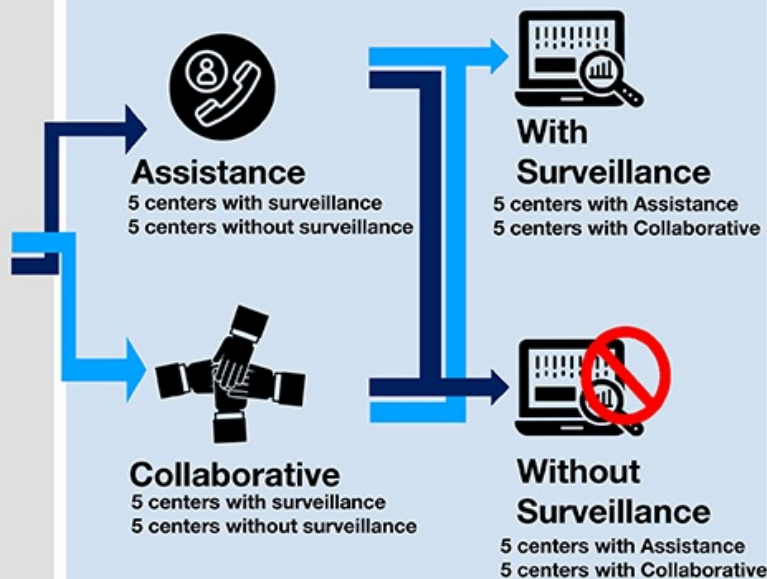 Assistance
5 centers with surveillance
5 centers without surveillance
With
Surveillance
5 centers with Assistance
5 centers with Collaborative
Collaborative
5 centers with surveillance
5 centers without surveillance
Without
Surveillance
5 centers with Assistance
5 centers with Collaborative